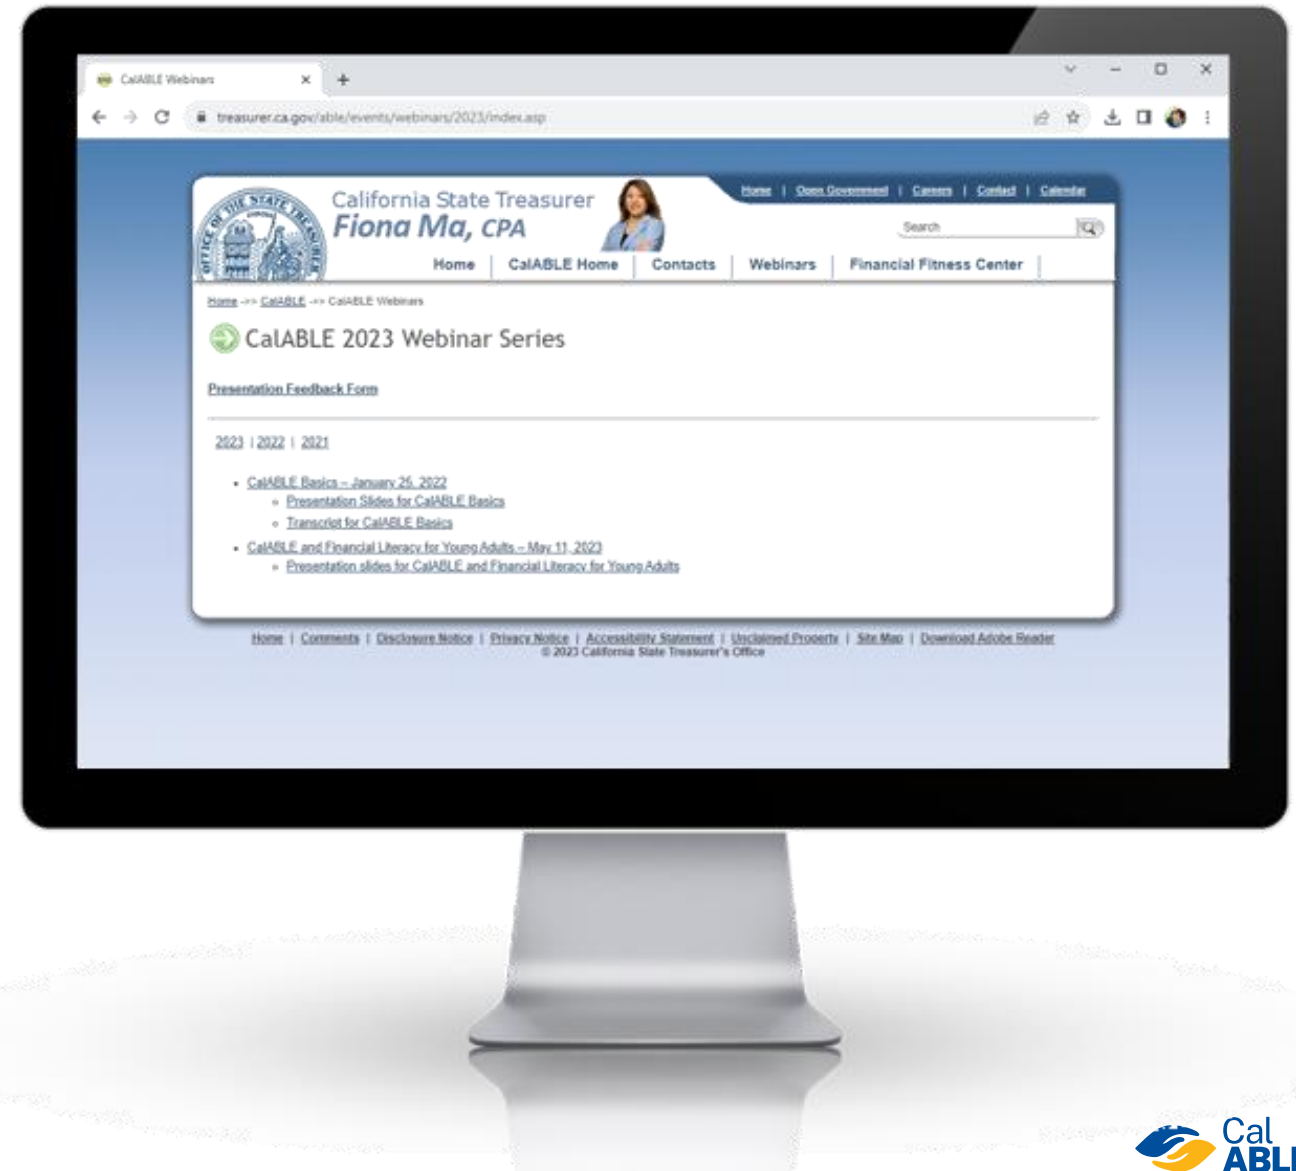 CalABLE Webinars
treasurer.ca.gov/able/events/webinars/2023/index.asp
OFFICE OF THE STATE TREASURER
California State Treasurer
Fiona Ma, CPA
Home | Open Government | Careers | Contact | Calendar
Search
Home | CalABLE Home | Contacts | Webinars | Financial Fitness Center |
Home ->> CalABLE ->> CalABLE Webinars
CalABLE 2023 Webinar Series
Presentation Feedback Form
2023 | 2022 | 2021
CalABLE Basics – January 25, 2022
Presentation Slides for CalABLE Basics
Transcript for CalABLE Basics
CalABLE and Financial Literacy for Young Adults – May 11, 2023
Presentation slides for CalABLE and Financial Literacy for Young Adults
Home | Comments | Disclosure Notice | Privacy Notice | Accessibility Statement | Unclaimed Property | Site Map | Download Adobe Reader
© 2023 California State Treasurer's Office
Cal
ABL